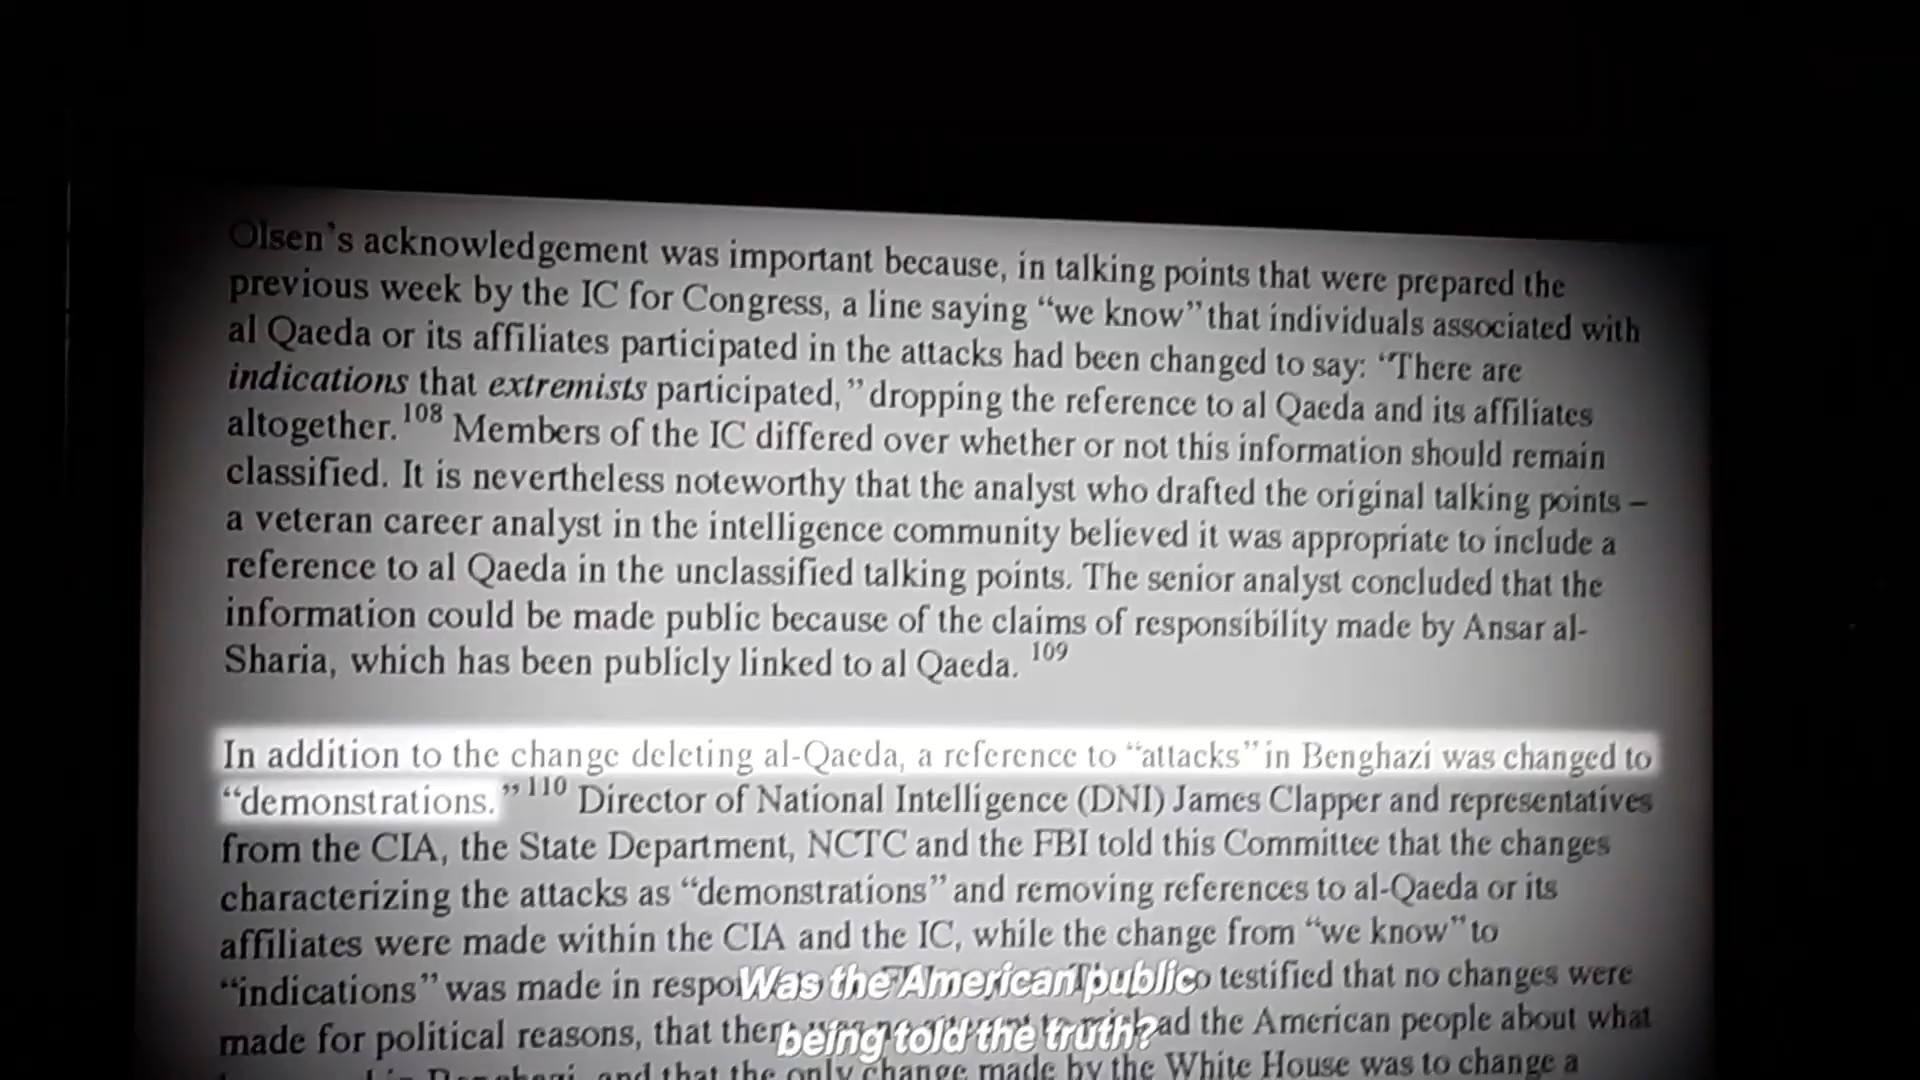 Olsen's acknowledgement was important because, in talking points that were prepared the
previous week by the IC for Congress, a line saying “we know” that individuals associated with
al Qaeda or its affiliates participated in the attacks had been changed to say: “There are
indications that extremists participated,” dropping the reference to al Qaeda and its affiliates
altogether.108 Members of the IC differed over whether or not this information should remain
classified. It is nevertheless noteworthy that the analyst who drafted the original talking points –
a veteran career analyst in the intelligence community believed it was appropriate to include a
reference to al Qaeda in the unclassified talking points. The senior analyst concluded that the
information could be made public because of the claims of responsibility made by Ansar al-
Sharia, which has been publicly linked to al Qaeda. 109
In addition to the change deleting al-Qaeda, a reference to “attacks” in Benghazi was changed to
“demonstrations.”110 Director of National Intelligence (DNI) James Clapper and representatives
from the CIA, the State Department, NCTC and the FBI told this Committee that the changes
characterizing the attacks as “demonstrations” and removing references to al-Qaeda or its
affiliates were made within the CIA and the IC, while the change from “we know” to
“indications” was made in testified that no changes were
made for political reasons, that the American people about what
and that the only change made by the White House was to change a
Was the American public
being told the truth?